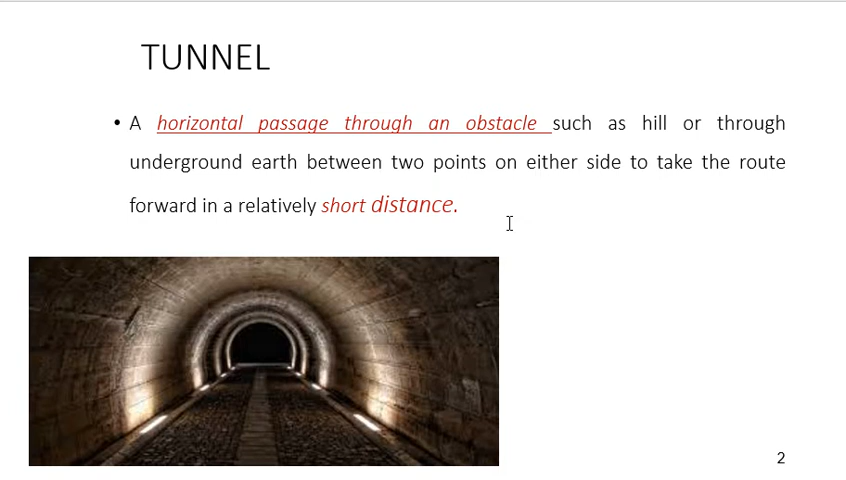 TUNNEL
• A horizontal passage through an obstacle such as hill or through
underground earth between two points on either side to take the route
forward in a relatively short distance.
2